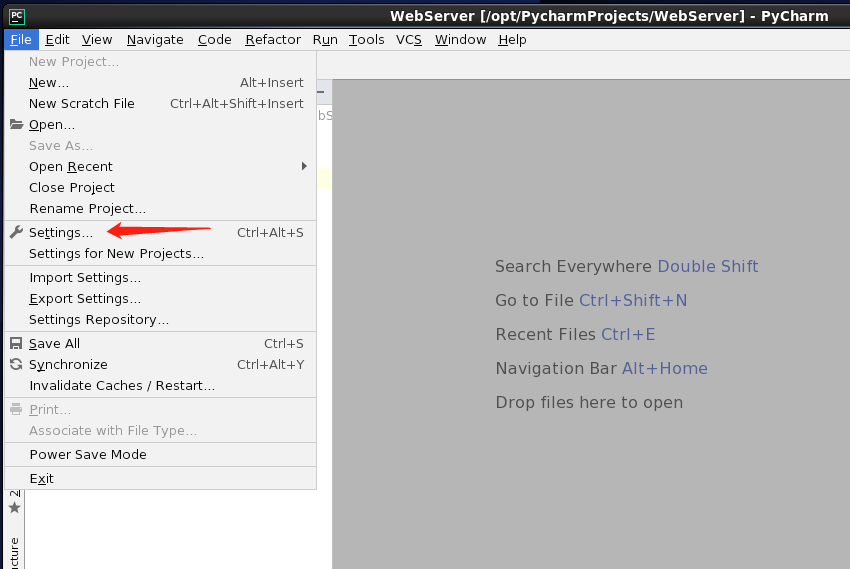 PC WebServer [/opt/PycharmProjects/WebServer] - PyCharm
File Edit View Navigate Code Refactor Run Tools VCS Window Help
New Project...
New... Alt+Insert
New Scratch File Ctrl+Alt+Shift+Insert
Open...
Save As...
Open Recent
Close Project
Rename Project...
Settings... Ctrl+Alt+S
Settings for New Projects...
Import Settings...
Export Settings...
Settings Repository...
Save All Ctrl+S
Synchronize Ctrl+Alt+Y
Invalidate Caches / Restart...
Print...
Associate with File Type...
Power Save Mode
Exit
bS
Search Everywhere Double Shift
Go to File Ctrl+Shift+N
Recent Files Ctrl+E
Navigation Bar Alt+Home
Drop files here to open
cture